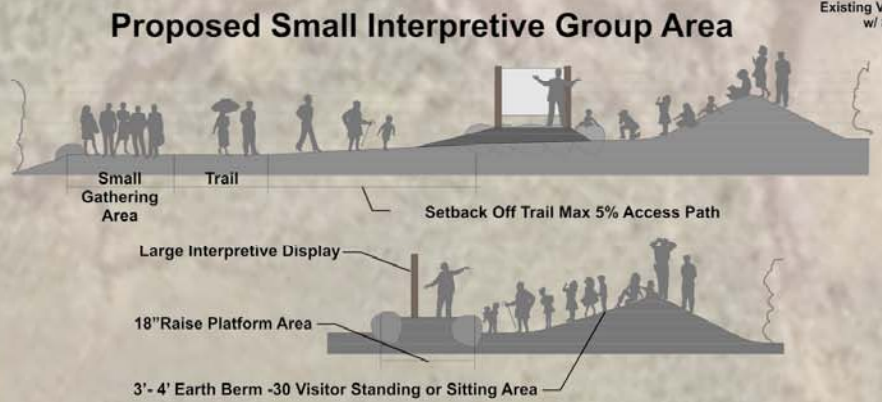 Proposed Small Interpretive Group Area
Existing V
w/
Small
Gathering
Area
Trail
Setback Off Trail Max 5% Access Path
Large Interpretive Display
18"Raise Platform Area
3'- 4' Earth Berm -30 Visitor Standing or Sitting Area